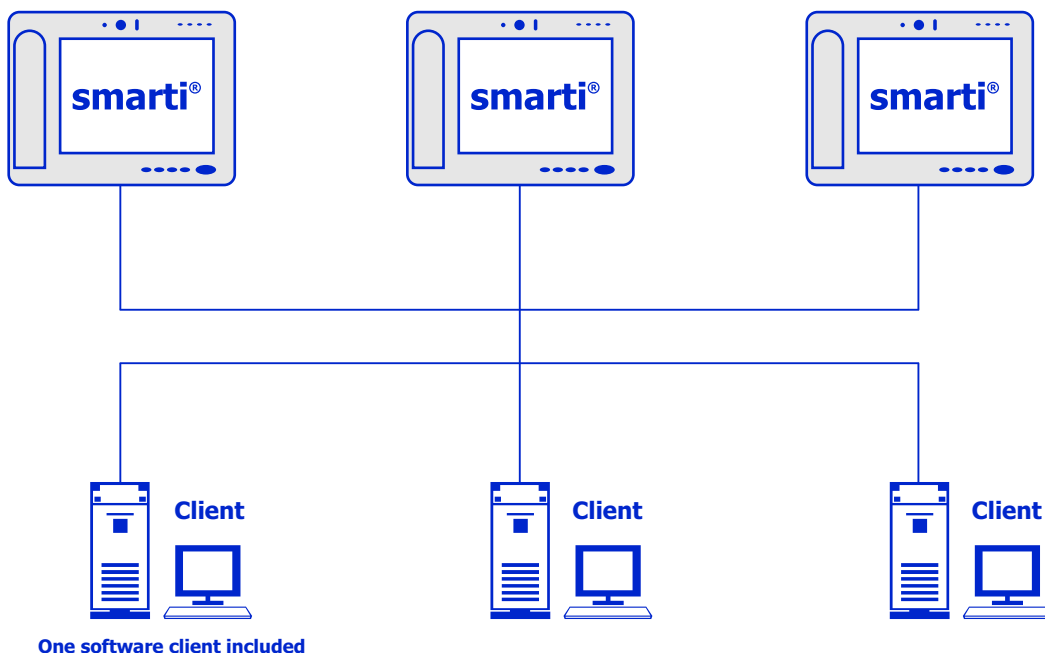 smarti®
smarti®
smarti®
Client
Client
Client
One software client included